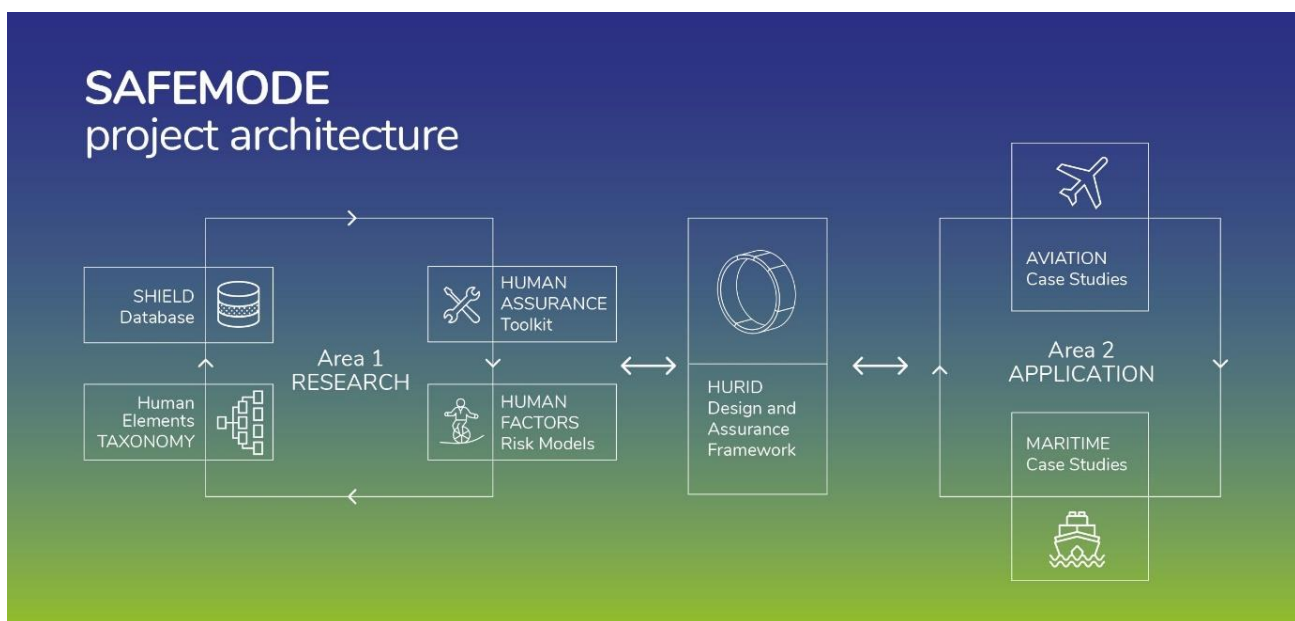 SAFEMODE
project architecture
SHIELD
Database
Human
Elements
TAXONOMY
Area 1
RESEARCH
HUMAN
ASSURANCE
Toolkit
HUMAN
FACTORS
Risk Models
HURID
Design and
Assurance
Framework
AVIATION
Case Studies
Area 2
APPLICATION
MARITIME
Case Studies